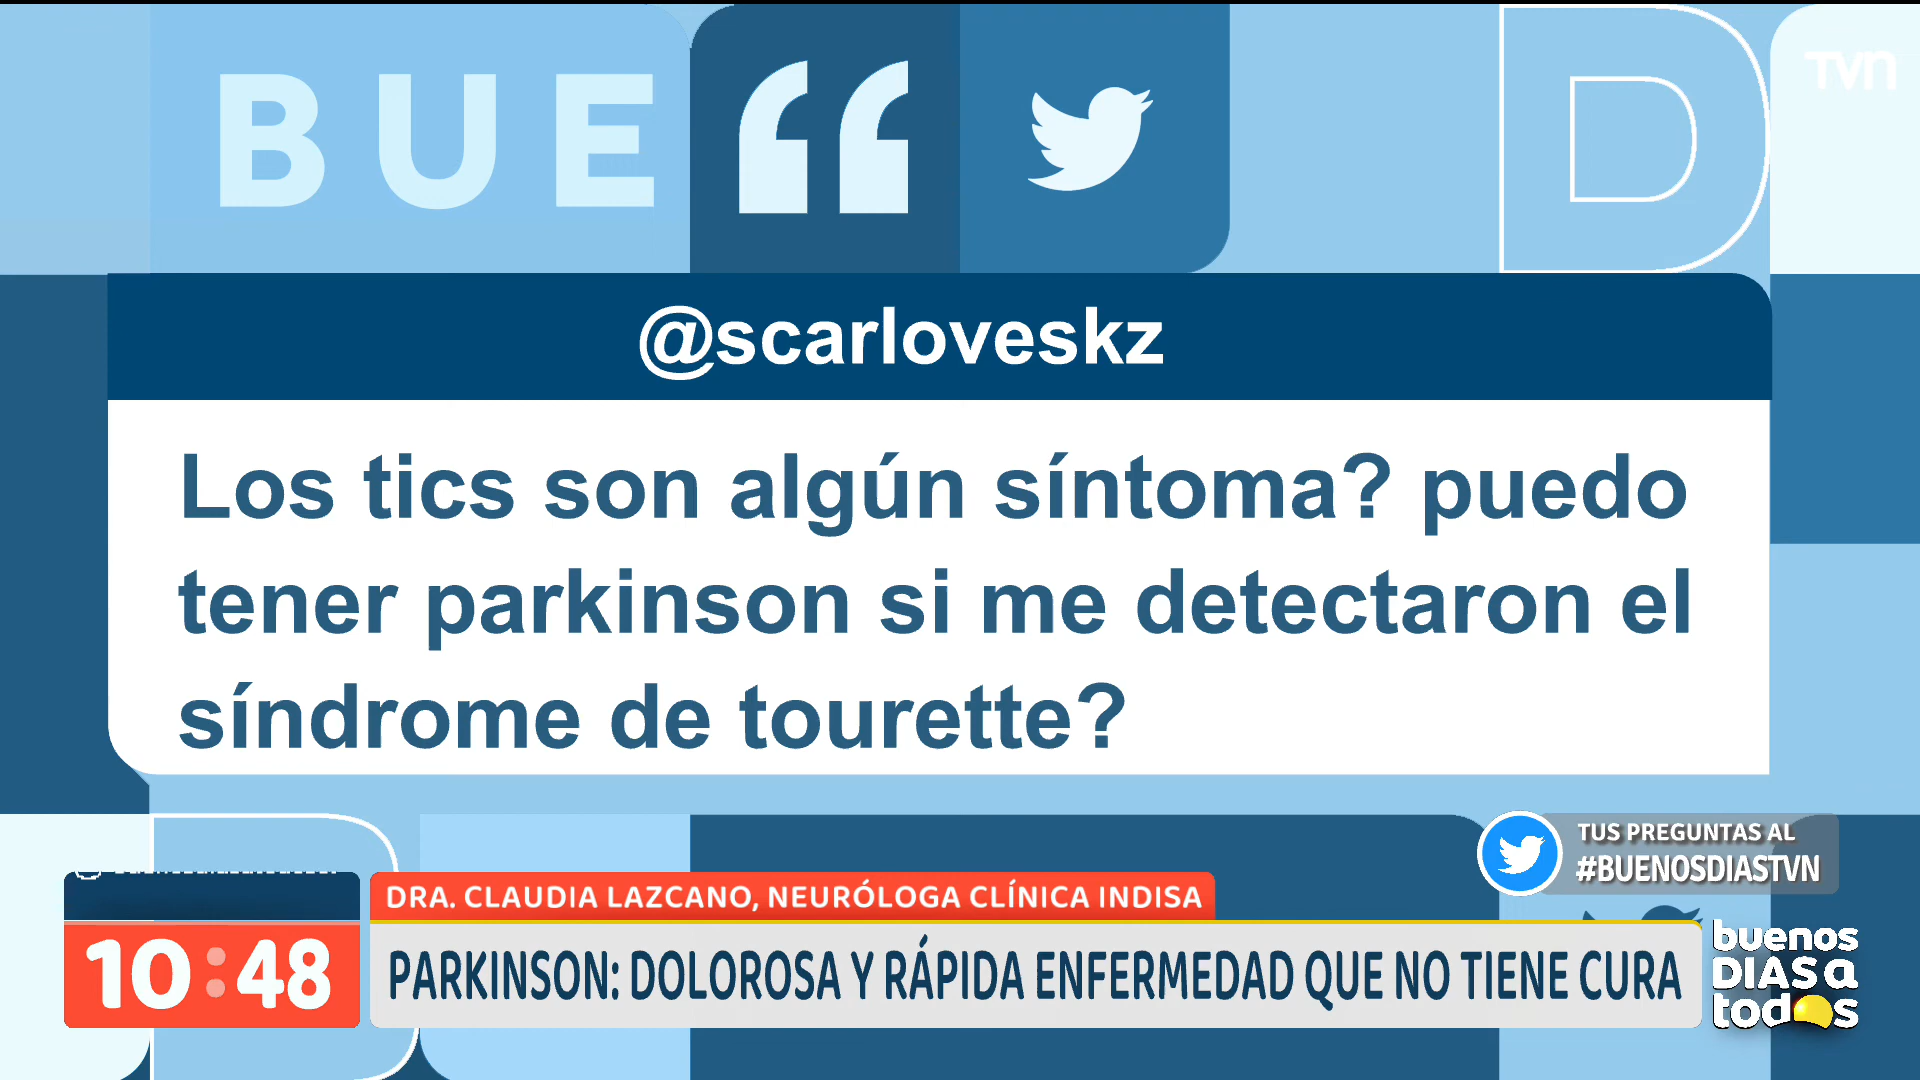 BUE
D
TVN
@scarloveskz
Los tics son algún síntoma? puedo
tener parkinson si me detectaron el
síndrome de tourette?
TUS PREGUNTAS AL
#BUENOSDIASTVN
DRA. CLAUDIA LAZCANO, NEURÓLOGA CLÍNICA INDISA
10:48
PARKINSON: DOLOROSA Y RÁPIDA ENFERMEDAD QUE NO TIENE CURA
buenos
DIAS a
todos